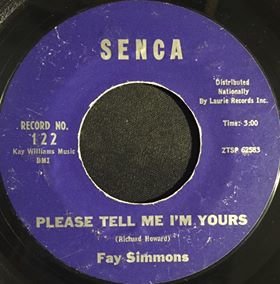 SENCA
Distributed
Nationally
By Laurie Records Inc.
RECORD NO.
122
Kay Williams Music
BMI
Time: 3:00
ZTSP 62583
PLEASE TELL ME I'M YOURS
(Richard Howard)
Fay Simmons